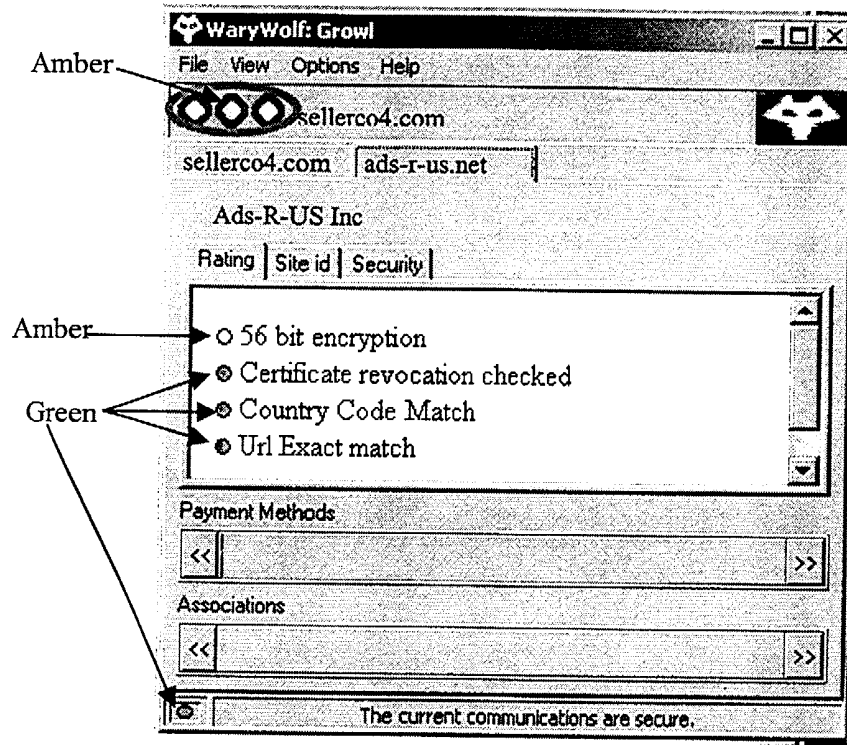 WaryWolf: Growl
Amber
File View Options Help
sellerco4.com
sellerco4.com ads-r-us.net
Ads-R-US Inc
Rating Site id Security
Amber
56 bit encryption
Certificate revocation checked
Green
Country Code Match
Url Exact match
Payment Methods
<< >>
Associations
<< >>
The current communications are secure.